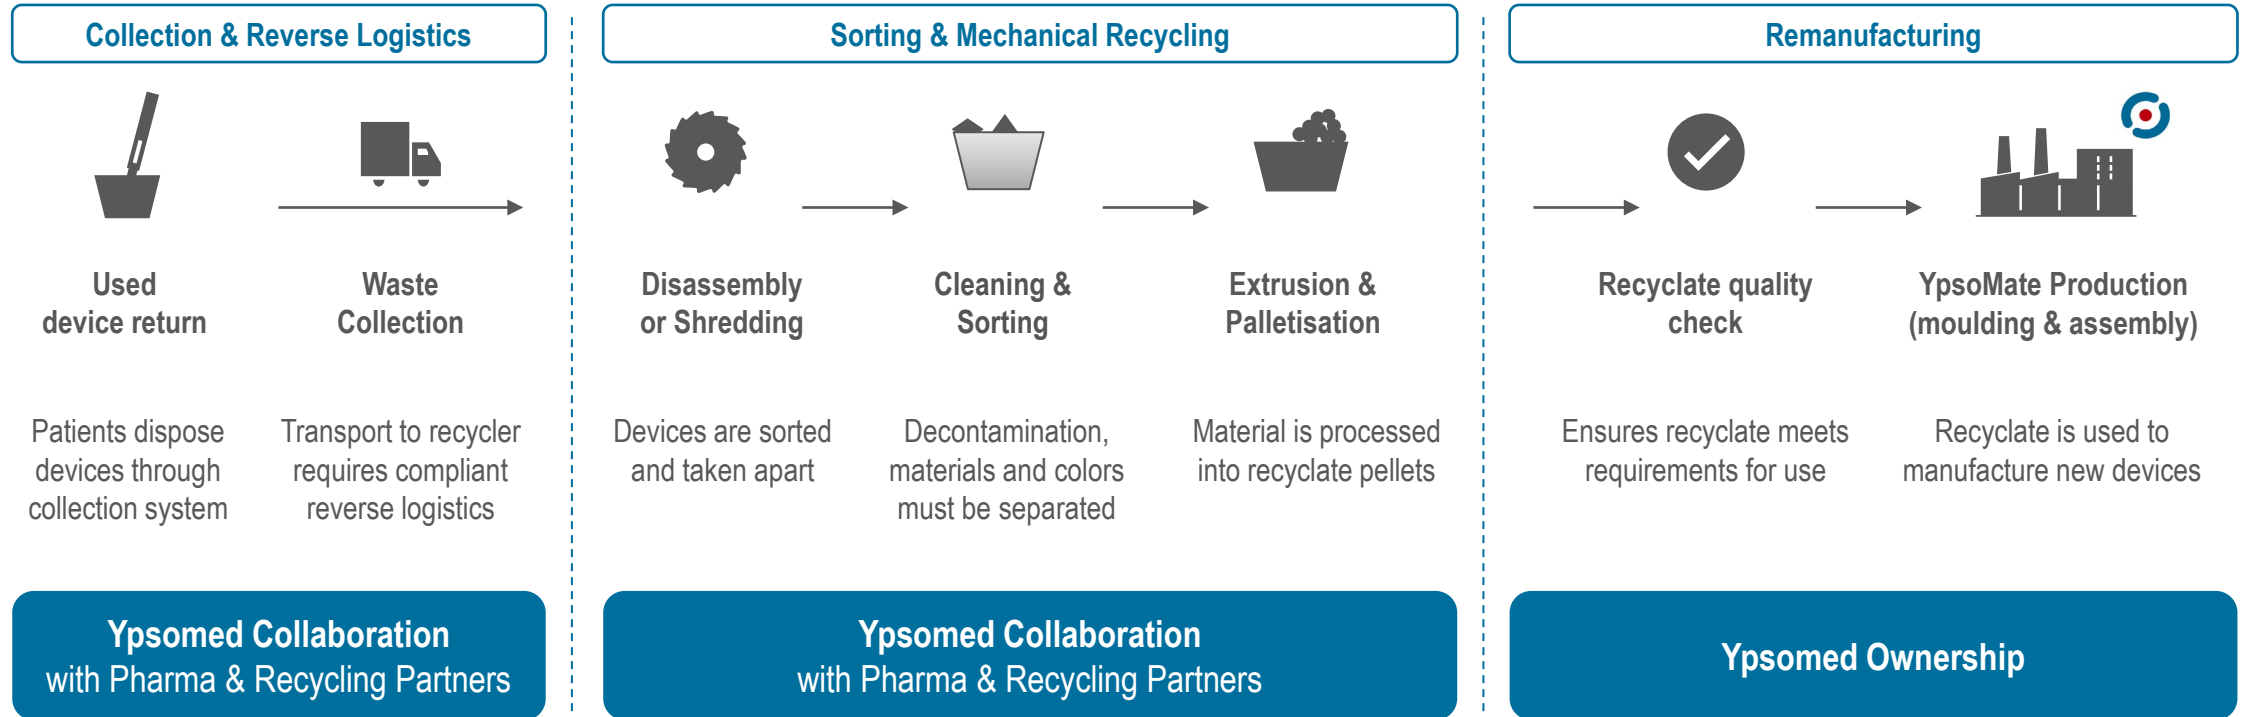 Collection & Reverse Logistics
Used
device return
Waste
Collection
Patients dispose
devices through
collection system
Transport to recycler
requires compliant
reverse logistics
Ypsomed Collaboration
with Pharma & Recycling Partners
Sorting & Mechanical Recycling
Disassembly
or Shredding
Cleaning &
Sorting
Extrusion &
Palletisation
Devices are sorted
and taken apart
Decontamination,
materials and colors
must be separated
Material is processed
into recyclate pellets
Ypsomed Collaboration
with Pharma & Recycling Partners
Remanufacturing
Recyclate quality
check
YpsoMate Production
(moulding & assembly)
Ensures recyclate meets
requirements for use
Recyclate is used to
manufacture new devices
Ypsomed Ownership